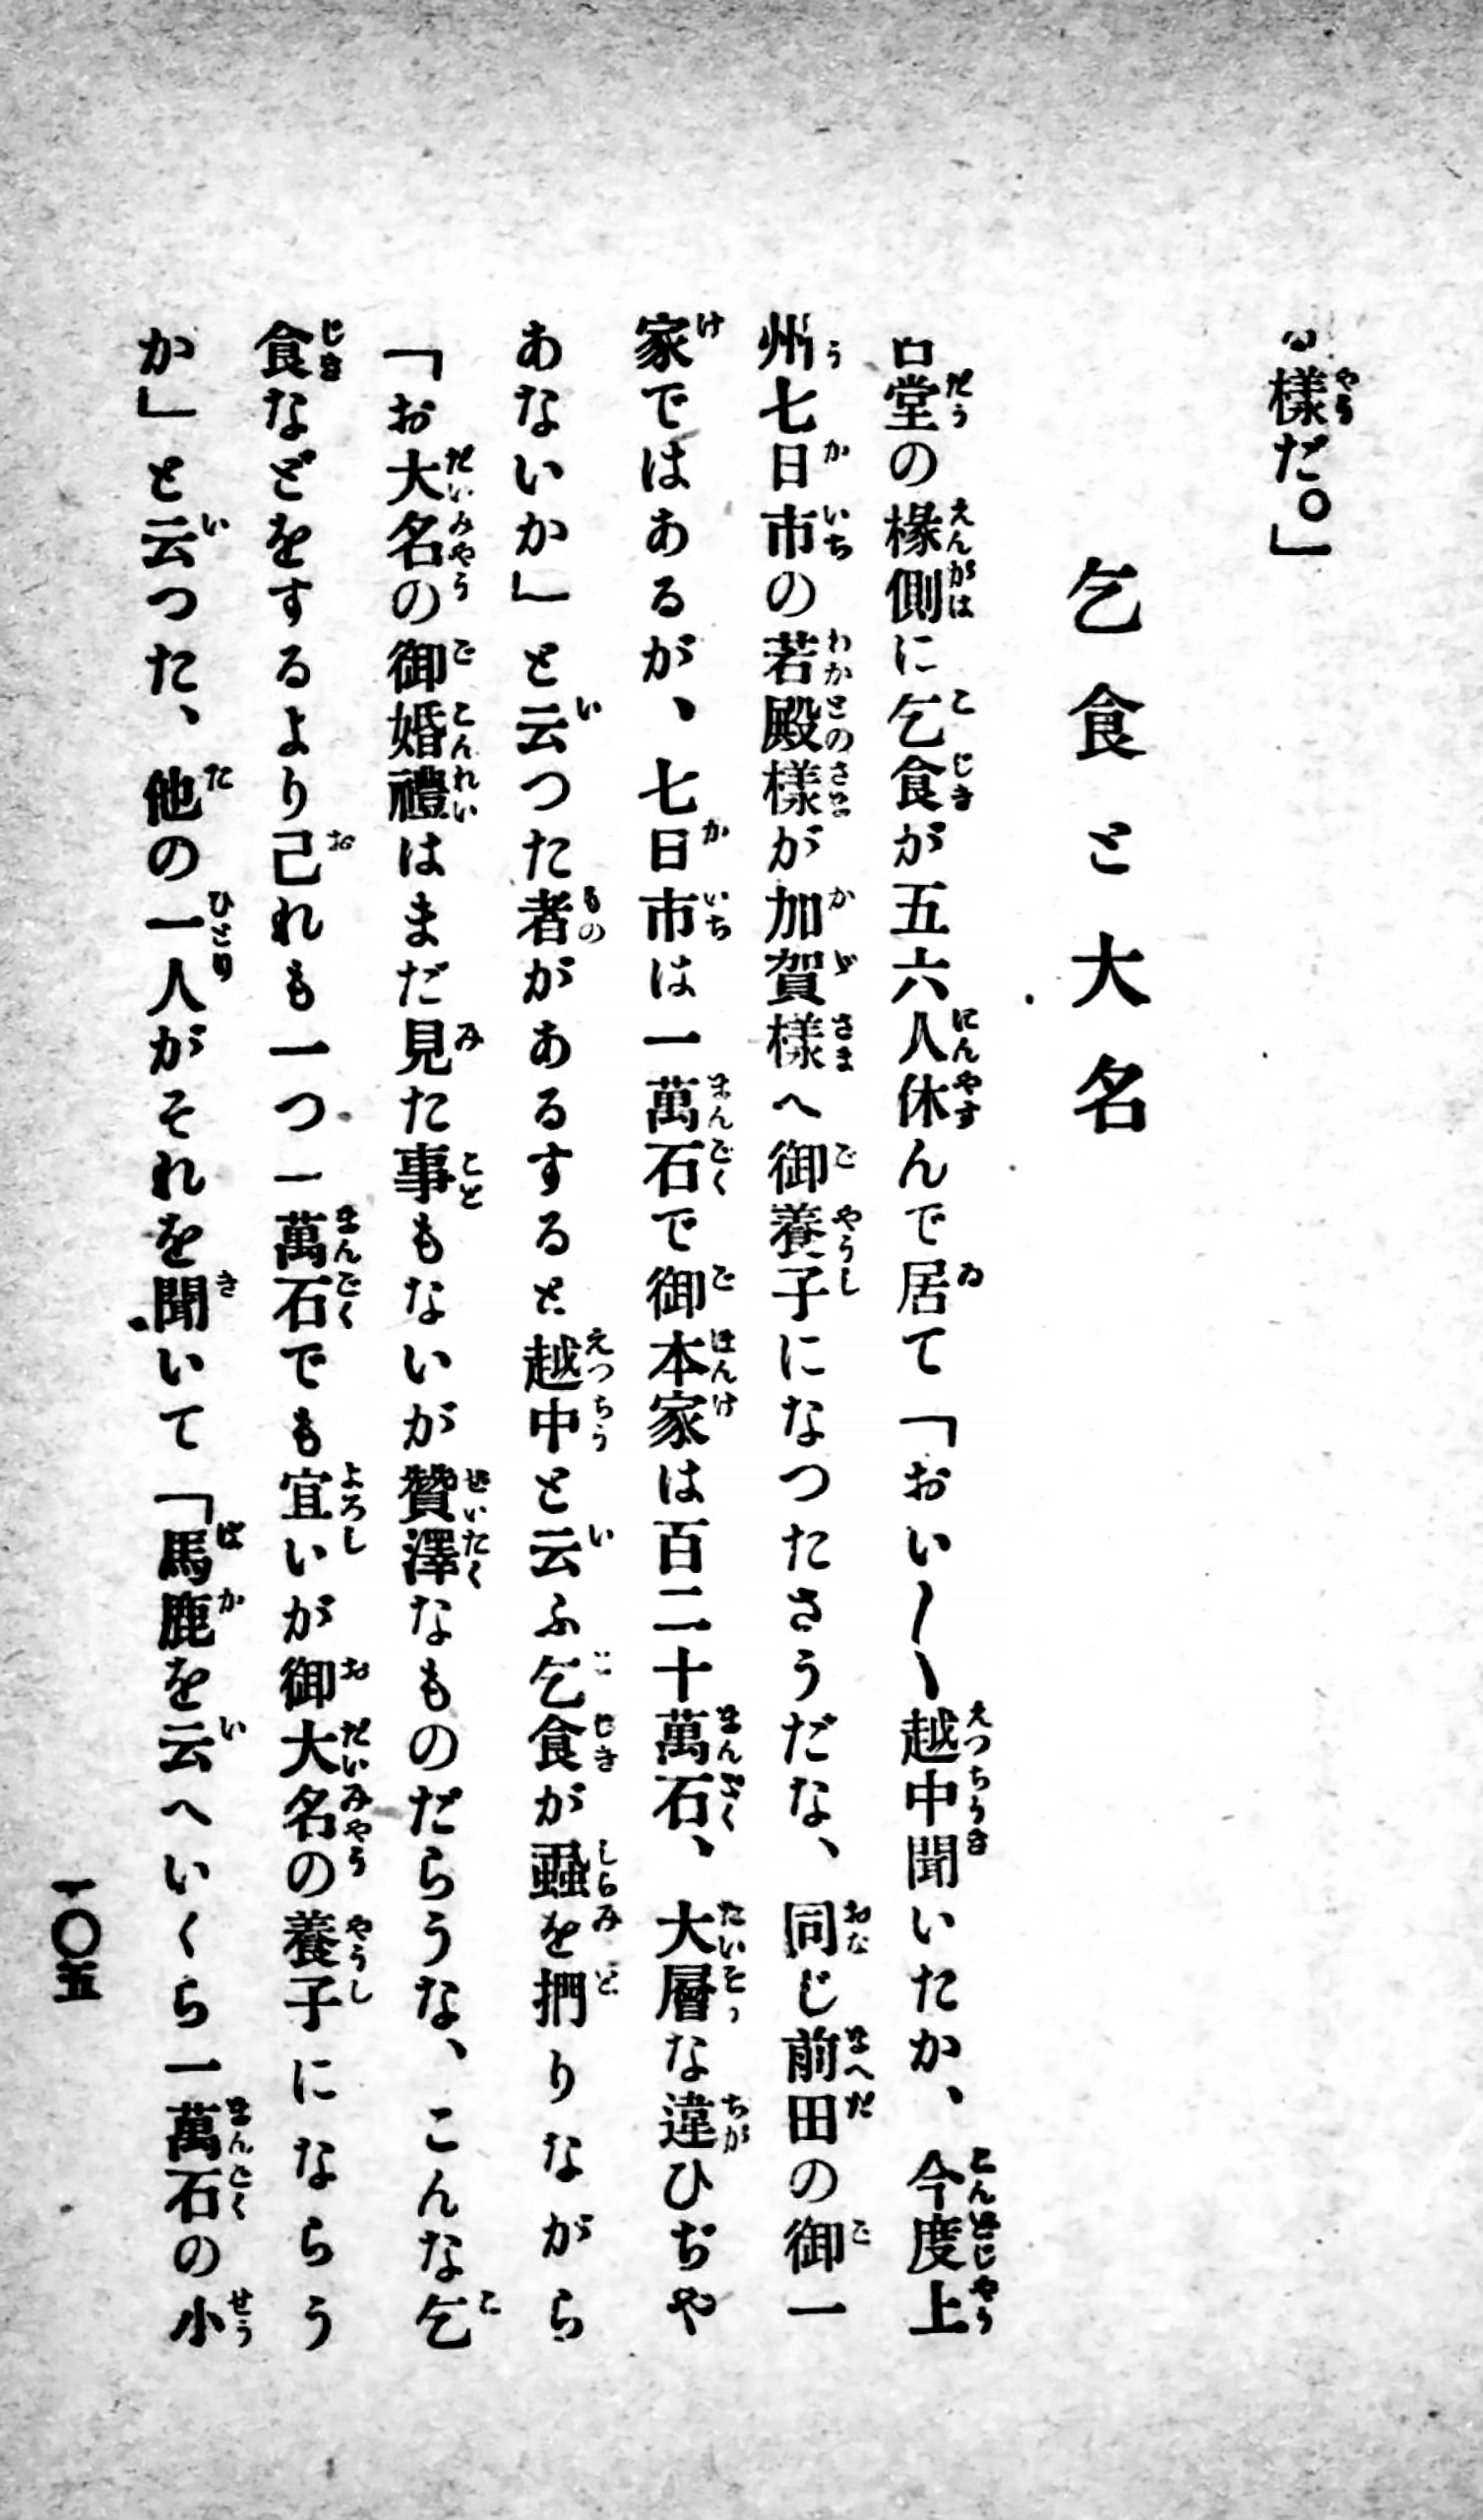 様だ。」
乞食と大名
堂の椽側に乞食が五六人休んで居て「おい〳〵越中聞いたか、今度上
州七日市の若殿様が加賀様へ御養子になつたさうだな、同じ前田の御一
家ではあるが、七日市は一萬石で御本家は百二十萬石、大層な違ひぢや
あないか」と云つた者があるすると越中と云ふ乞食が蝨を捫りながら
「お大名の御婚禮はまだ見た事もないが贅澤なものだらうな、こんな乞
食などをするより己れも一つ一萬石でも宜いが御大名の養子にならう
か」と云つた、他の一人がそれを聞いて「馬鹿を云へいくら一萬石の小
一〇五